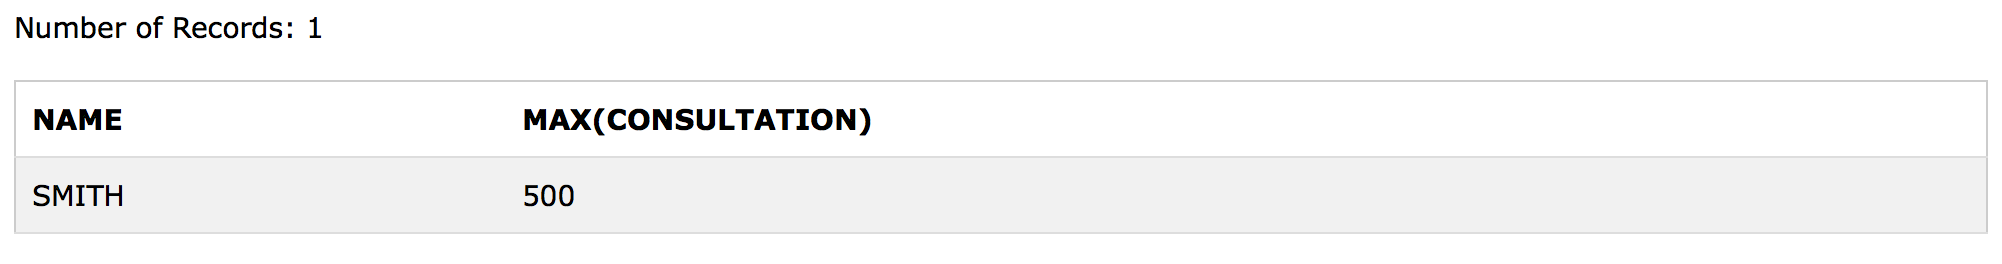 Number of Records: 1
NAME MAX(CONSULTATION)
SMITH 500